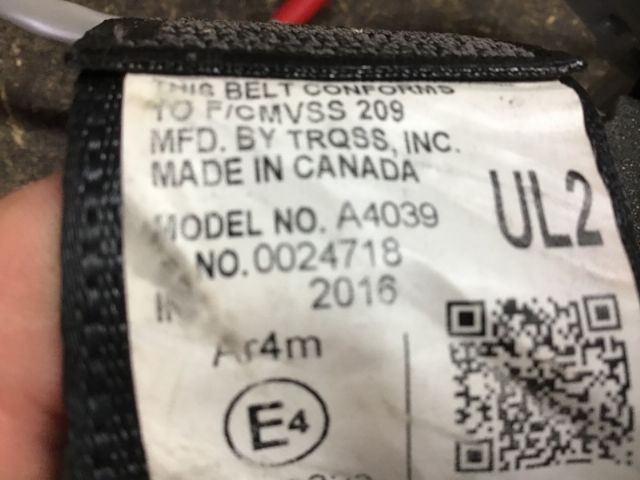 THIS BELT CONFORMS
TO F/CMVSS 209
MFD. BY TRQSS, INC.
MADE IN CANADA
UL2
MODEL NO. A4039
NO. 0024718
2016
Ar4m
E4